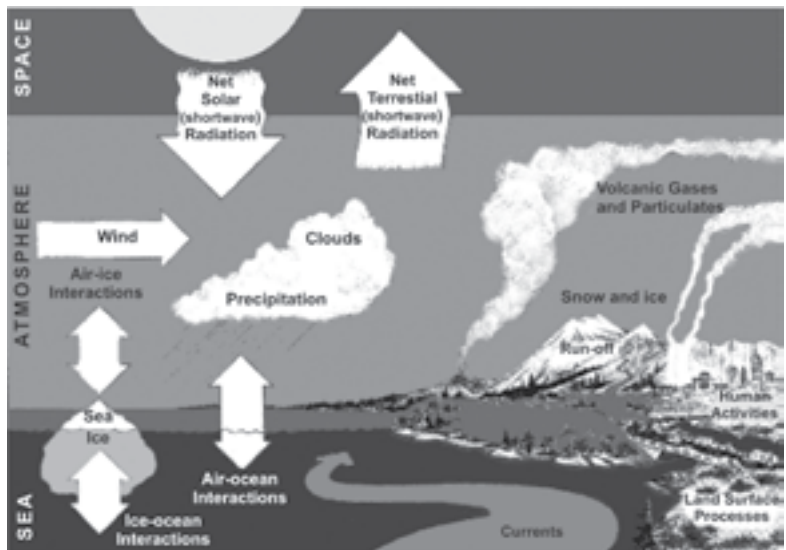 SPACE
Net
Solar
(shortwave)
Radiation
Net
Terrestial
(shortwave)
Radiation
ATMOSPHERE
Wind
Clouds
Precipitation
Air-ice
Interactions
Volcanic Gases
and Particulates
Snow and ice
Run-off
Human
Activities
Sea
Ice
Air-ocean
Interactions
Ice-ocean
Interactions
SEA
Currents
Land Surface
Processes